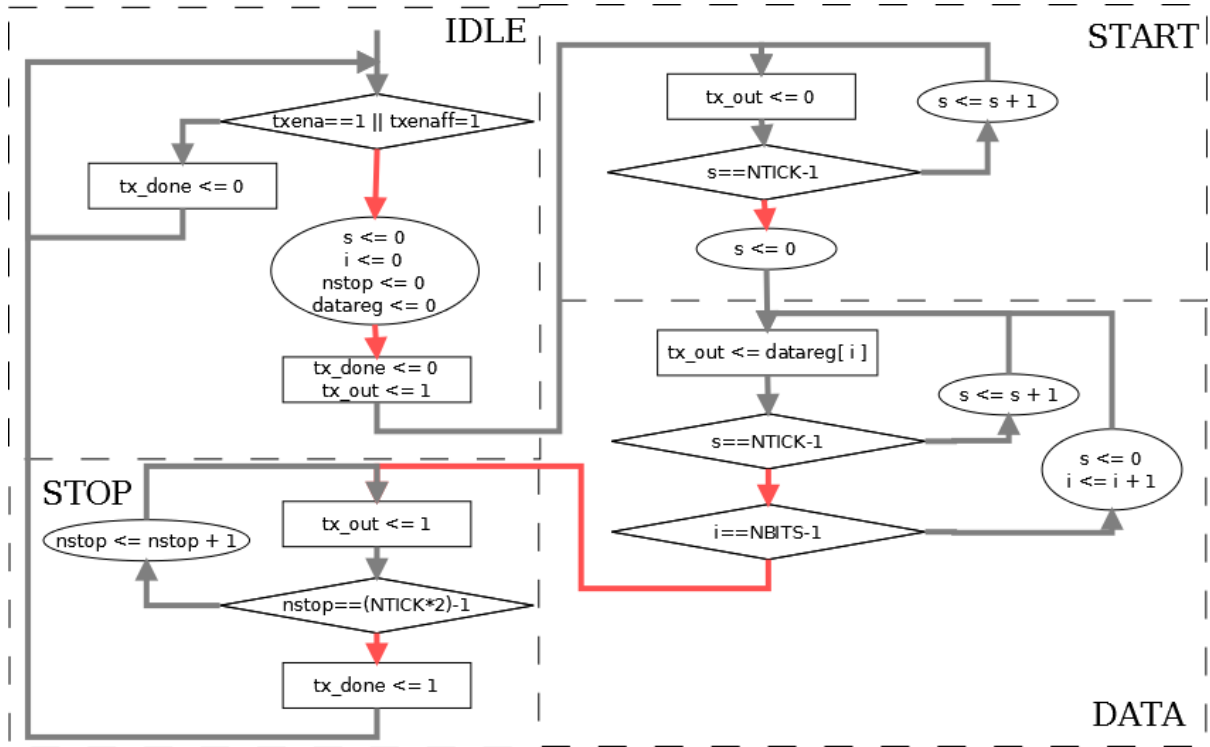 IDLE
txena==1 || txenaff=1
tx_done <= 0
s <= 0
i <= 0
nstop <= 0
datareg <= 0
tx_done <= 0
tx_out <= 1
START
tx_out <= 0
s <= s + 1
s==NTICK-1
s <= 0
tx_out <= datareg[ i ]
s <= s + 1
s==NTICK-1
s <= 0
i <= i + 1
i==NBITS-1
DATA
STOP
tx_out <= 1
nstop <= nstop + 1
nstop==(NTICK*2)-1
tx_done <= 1